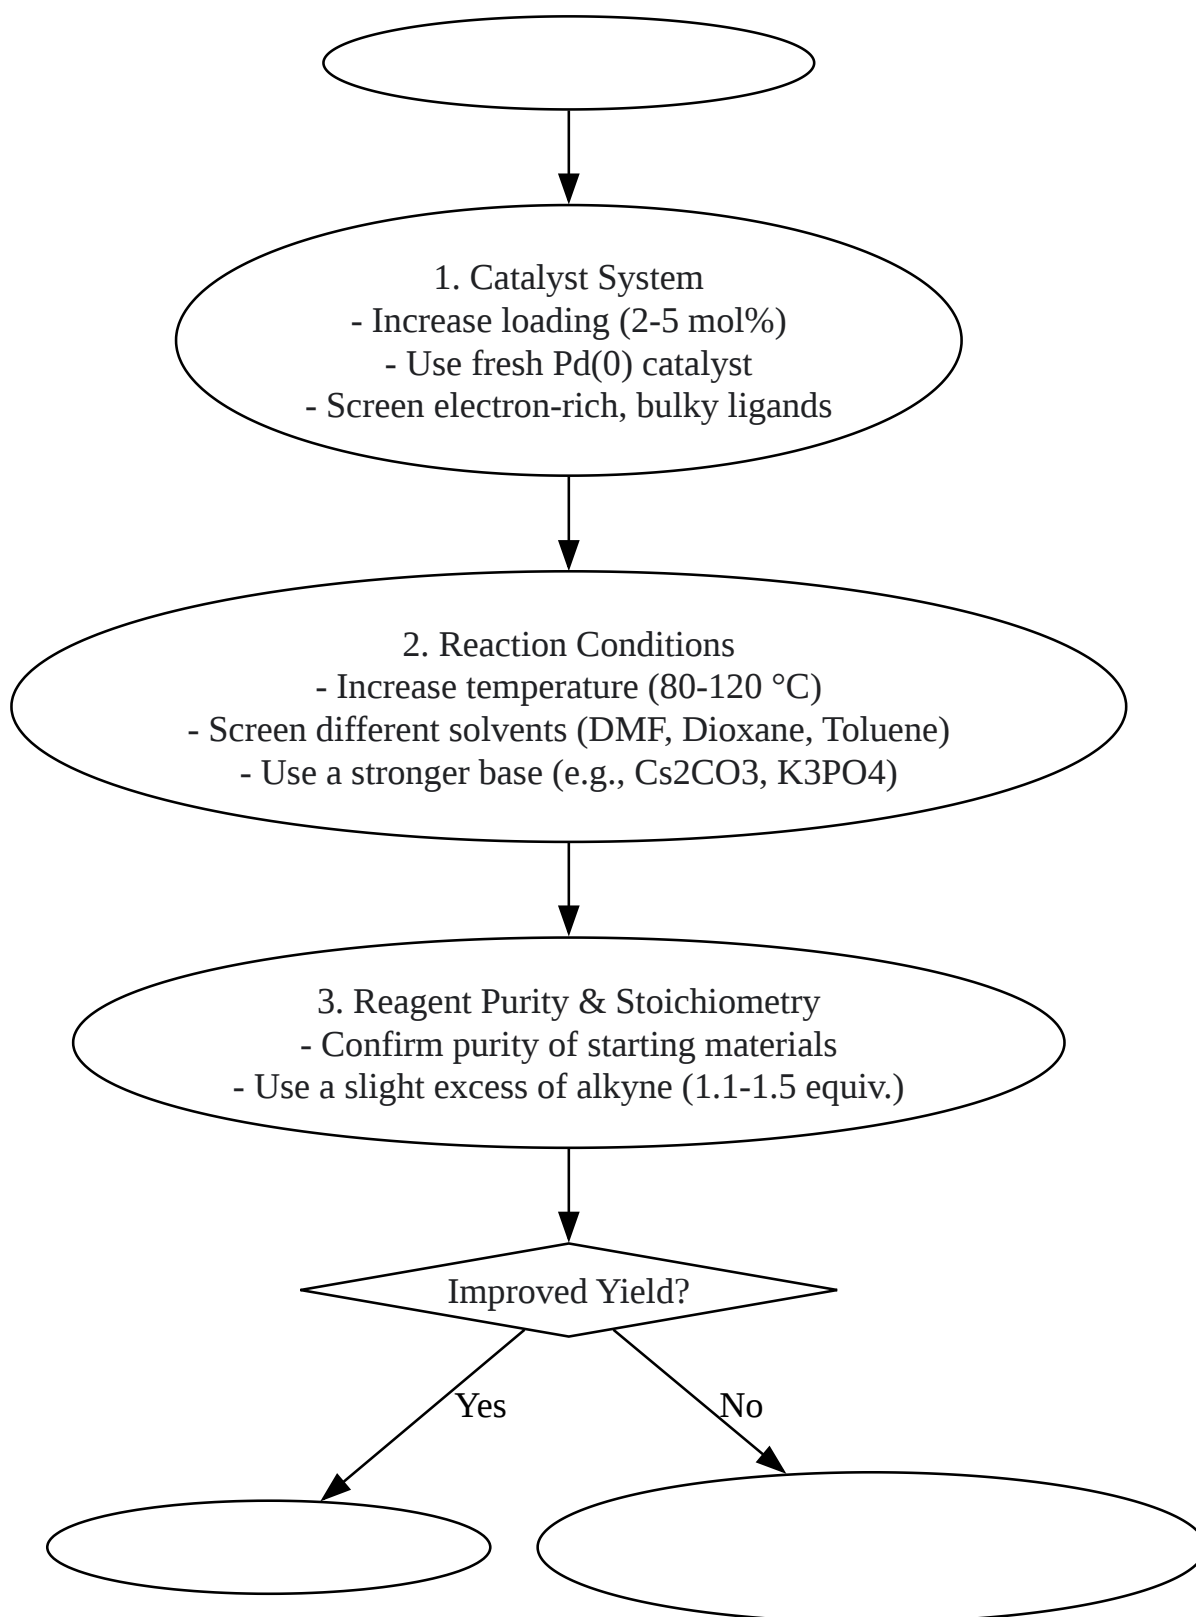 1. Catalyst System
- Increase loading (2-5 mol%)
- Use fresh Pd(0) catalyst
- Screen electron-rich, bulky ligands
2. Reaction Conditions
- Increase temperature (80-120 °C)
- Screen different solvents (DMF, Dioxane, Toluene)
- Use a stronger base (e.g., Cs2CO3, K3PO4)
3. Reagent Purity & Stoichiometry
- Confirm purity of starting materials
- Use a slight excess of alkyne (1.1-1.5 equiv.)
Improved Yield?
Yes
No